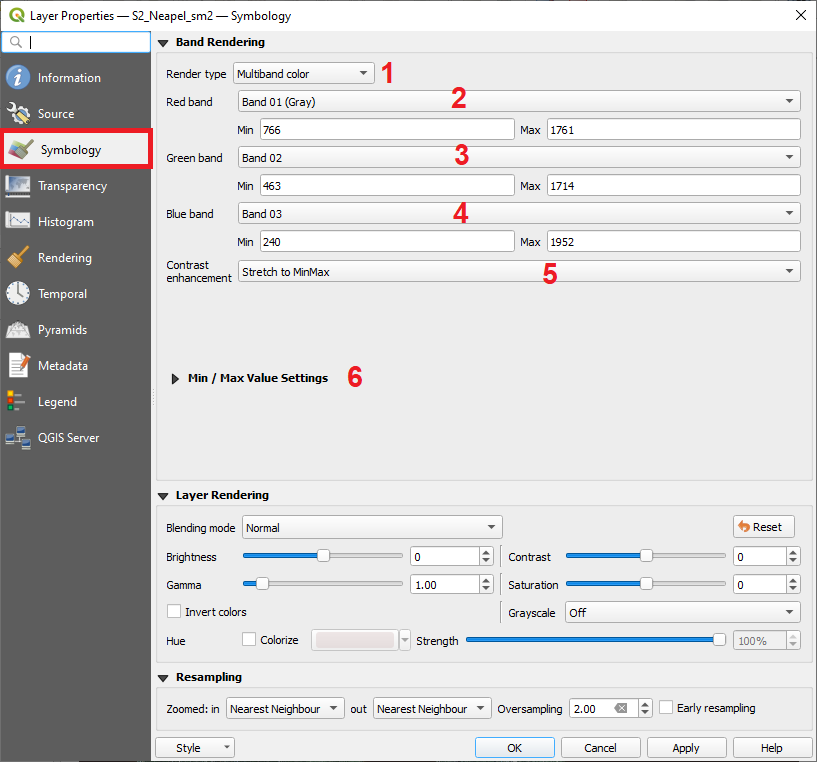 Layer Properties — S2_Neapel_sm2 — Symbology
Information
Source
Symbology
Transparency
Histogram
Rendering
Temporal
Pyramids
Metadata
Legend
QGIS Server
Band Rendering
Render type Multiband color 1
Red band Band 01 (Gray) 2
Min 766 Max 1761
Green band Band 02 3
Min 463 Max 1714
Blue band Band 03 4
Min 240 Max 1952
Contrast
enhancement Stretch to MinMax 5
Min / Max Value Settings 6
Layer Rendering
Blending mode Normal Reset
Brightness 0 Contrast 0
Gamma 1.00 Saturation 0
Invert colors Grayscale Off
Hue Colorize Strength 100%
Resampling
Zoomed: in Nearest Neighbour out Nearest Neighbour Oversampling 2.00 Early resampling
Style OK Cancel Apply Help